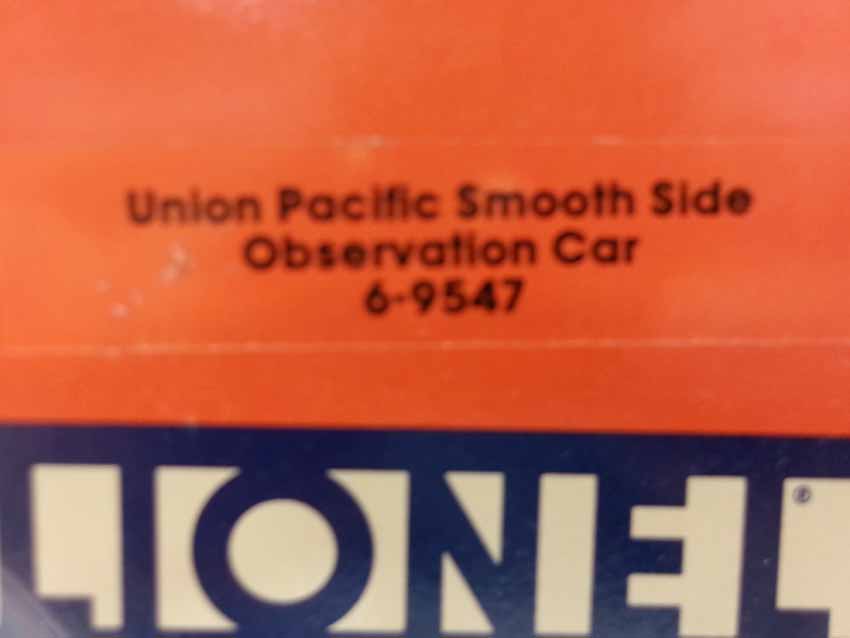 Union Pacific Smooth Side
Observation Car
6-9547
LIONEL®